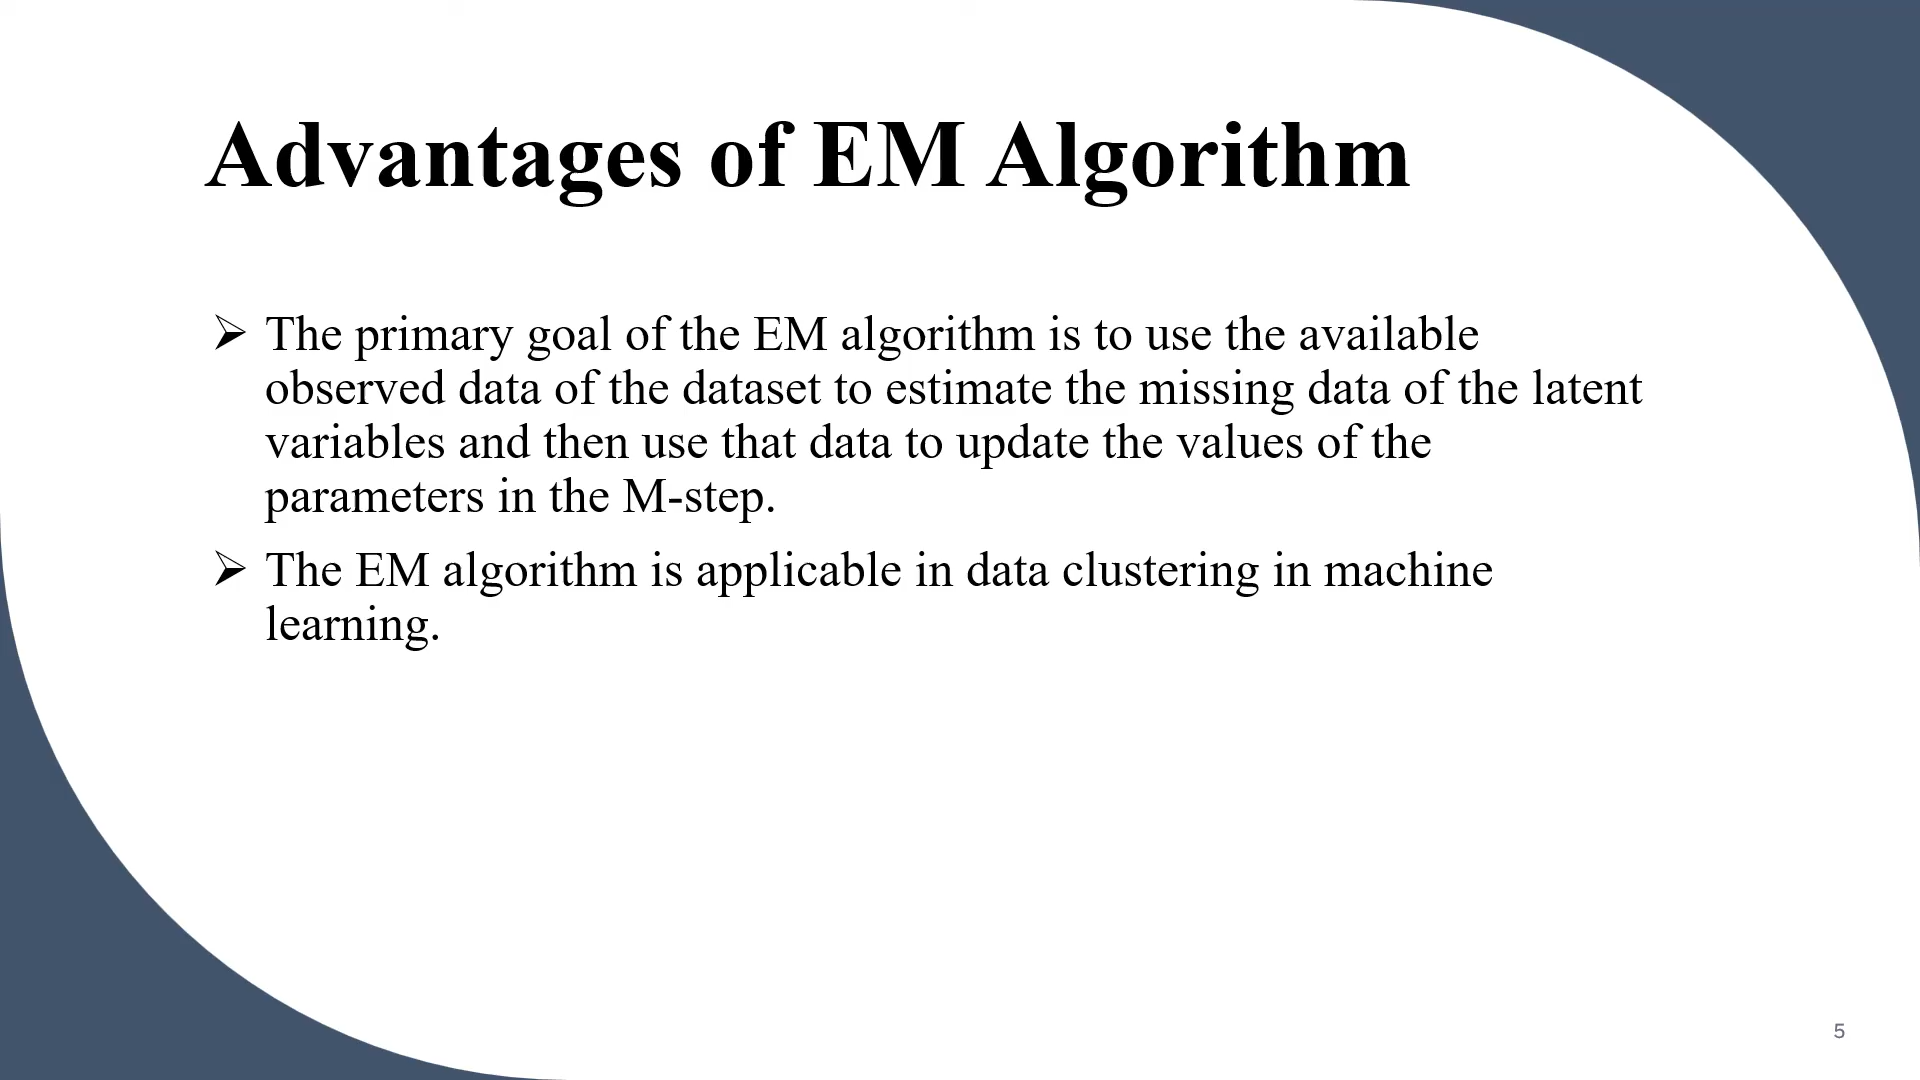 Advantages of EM Algorithm
➢ The primary goal of the EM algorithm is to use the available
observed data of the dataset to estimate the missing data of the latent
variables and then use that data to update the values of the
parameters in the M-step.
➢ The EM algorithm is applicable in data clustering in machine
learning.
5